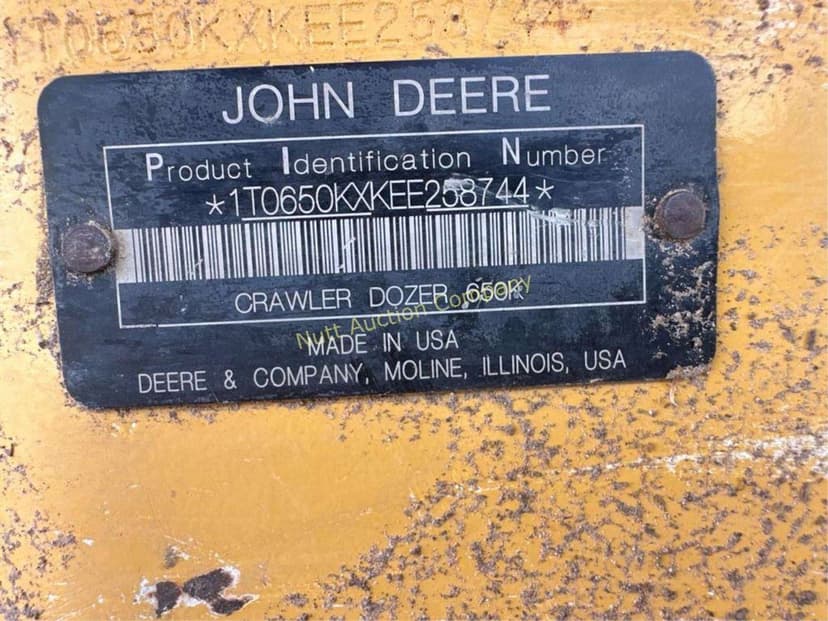 1T0650KXKEE258744
JOHN DEERE
Product Identification Number
*1T0650KXKEE258744*
CRAWLER DOZER 650K
Nutt Auction Company
MADE IN USA
DEERE & COMPANY, MOLINE, ILLINOIS, USA